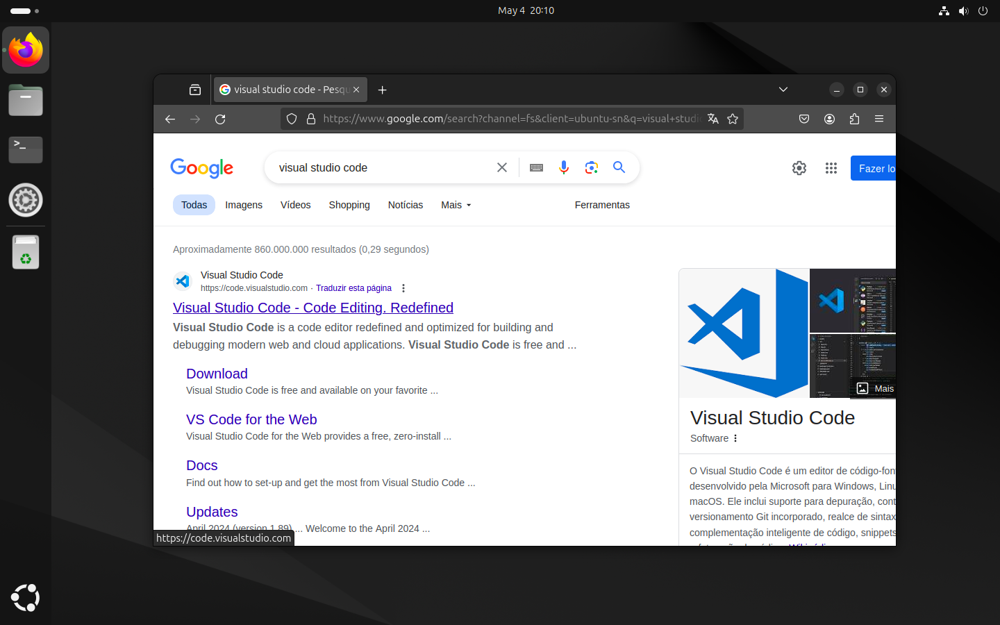 May 4 20:10
visual studio code - Pesqu
https://www.google.com/search?channel=fs&client=ubuntu-sn&q=visual+studi
Google
visual studio code
Fazer lo
Todas
Imagens
Vídeos
Shopping
Notícias
Mais
Ferramentas
Aproximadamente 860.000.000 resultados (0,29 segundos)
Visual Studio Code
https://code.visualstudio.com · Traduzir esta página
Visual Studio Code - Code Editing. Redefined
Visual Studio Code is a code editor redefined and optimized for building and
debugging modern web and cloud applications. Visual Studio Code is free and ...
Download
Visual Studio Code is free and available on your favorite ...
VS Code for the Web
Visual Studio Code for the Web provides a free, zero-install ...
Docs
Find out how to set-up and get the most from Visual Studio Code ...
Updates
April 2024 (version 1.89) ... Welcome to the April 2024 ...
https://code.visualstudio.com
Mais
Visual Studio Code
Software
O Visual Studio Code é um editor de código-fon
desenvolvido pela Microsoft para Windows, Linu
macOS. Ele inclui suporte para depuração, cont
versionamento Git incorporado, realce de sintax
complementação inteligente de código, snippets